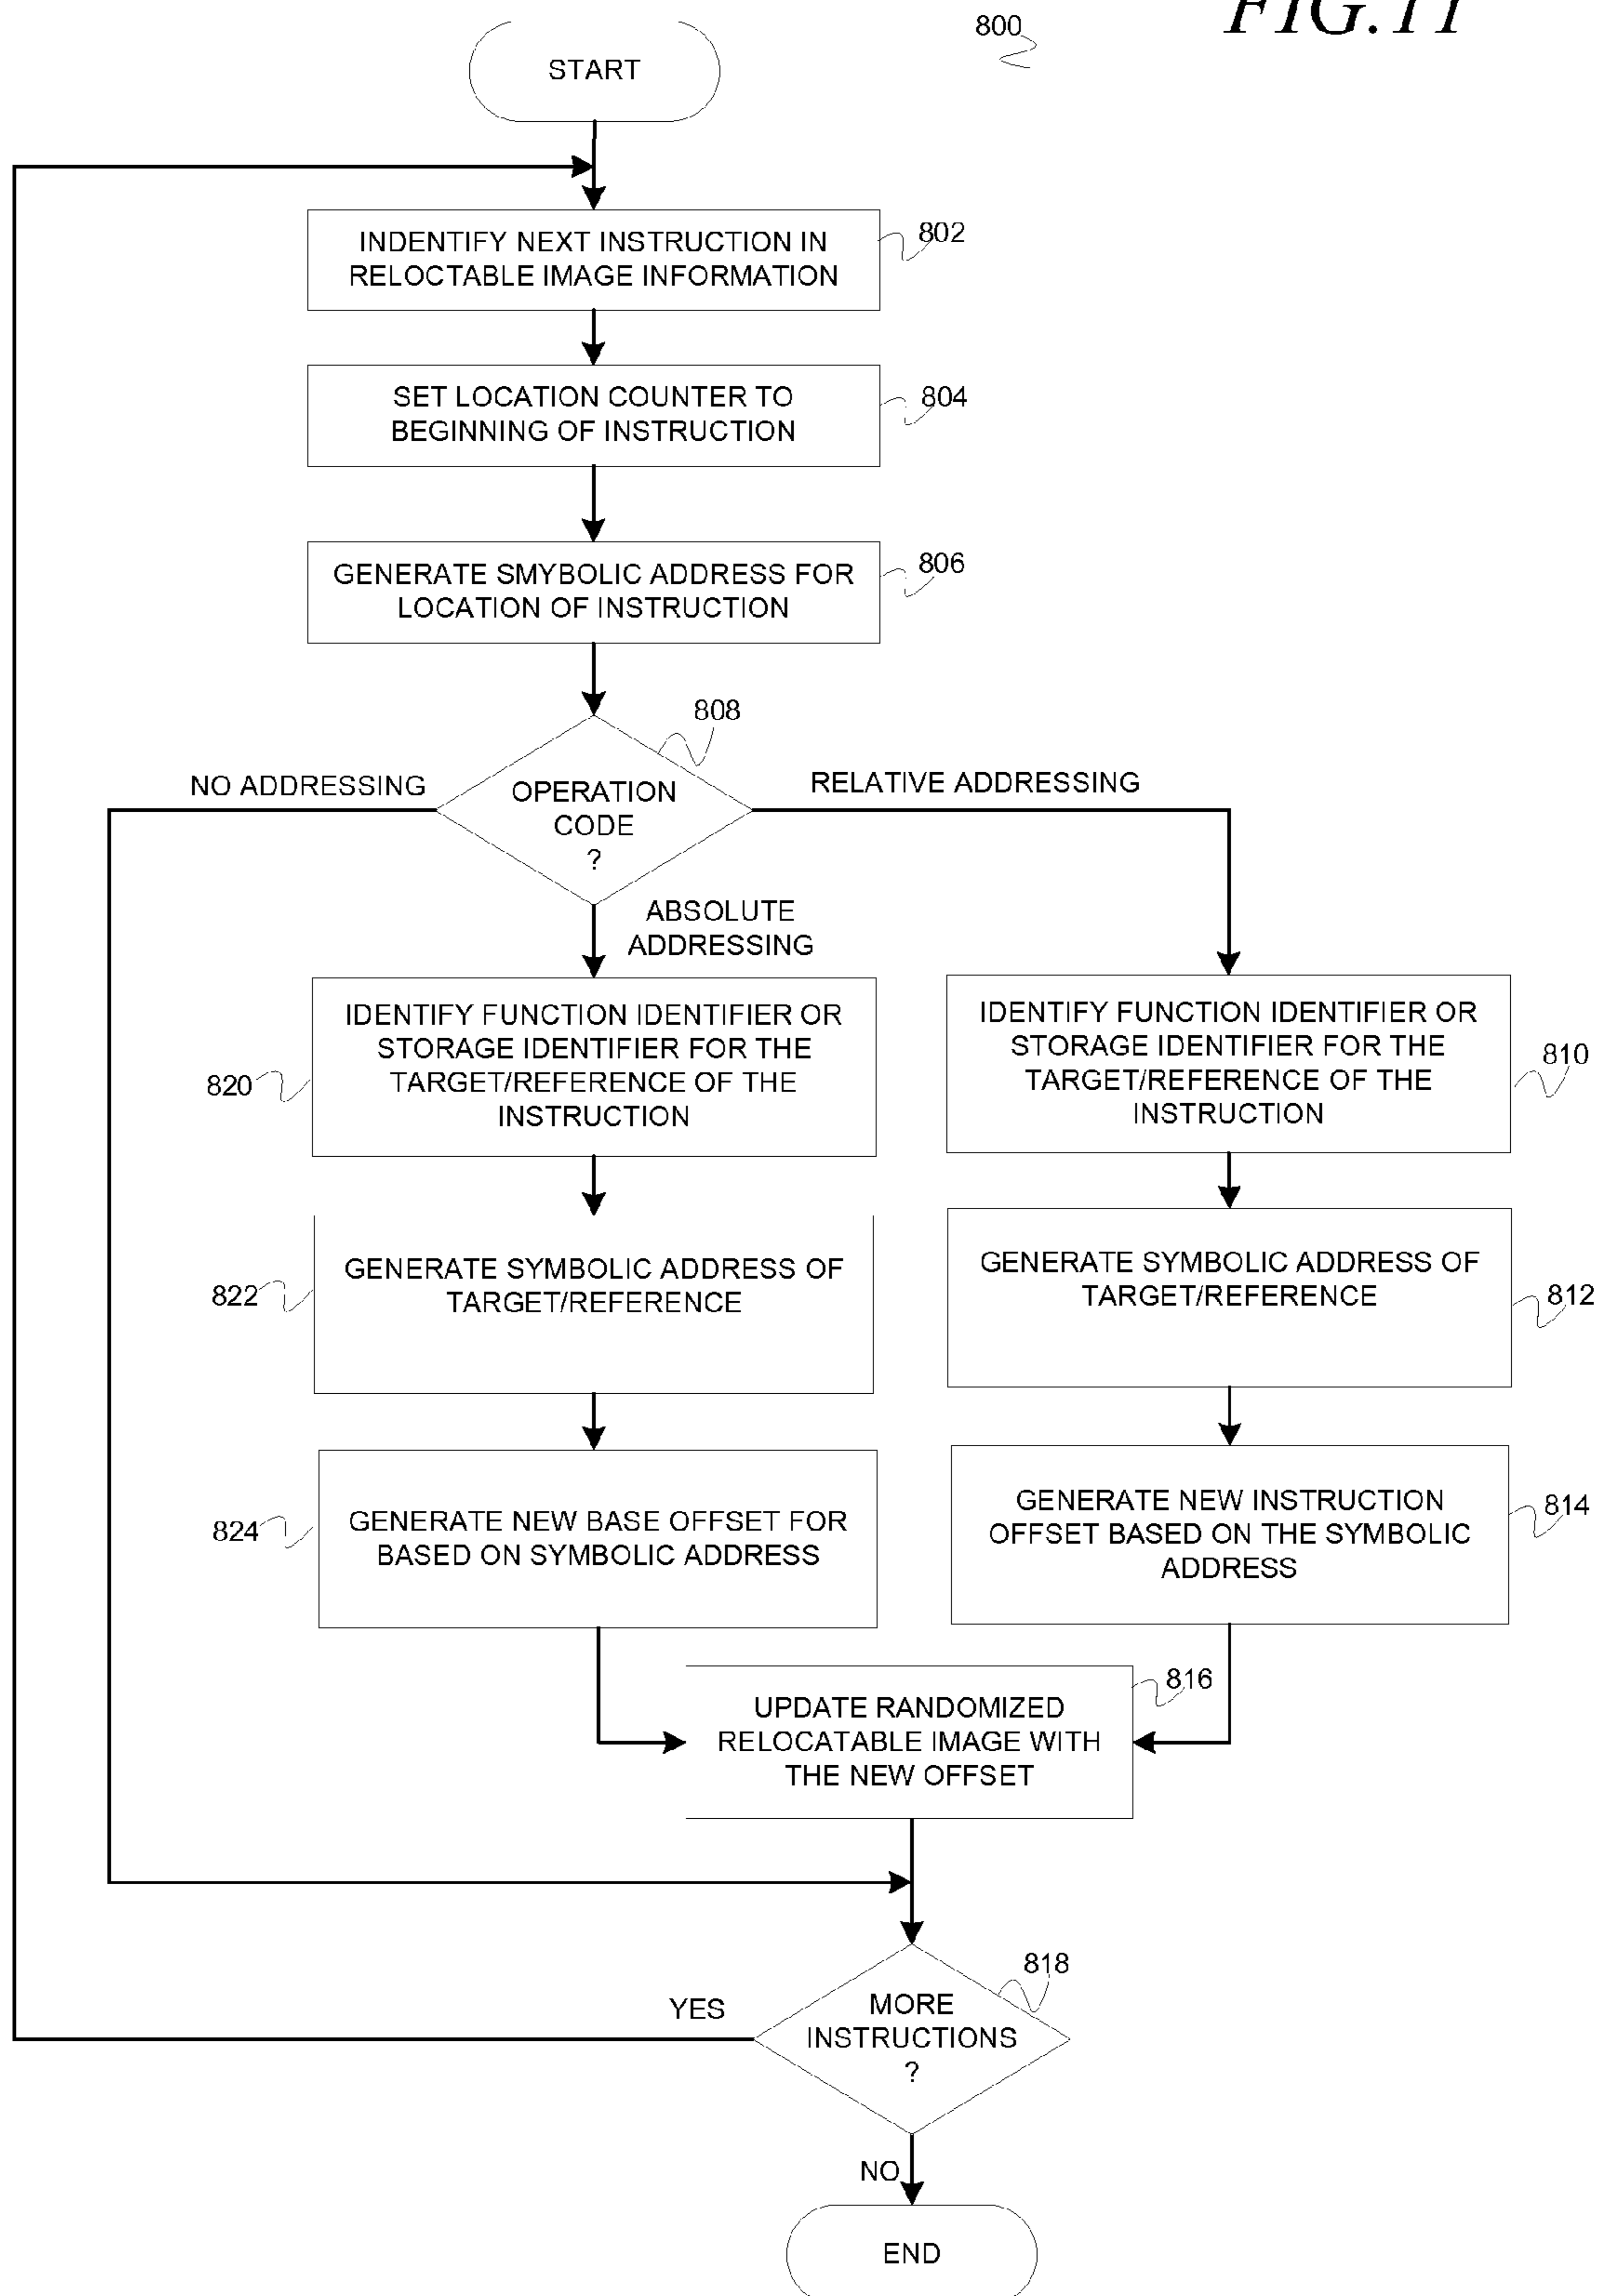 FIG.11
800
START
INDENTIFY NEXT INSTRUCTION IN
RELOCTABLE IMAGE INFORMATION
802
SET LOCATION COUNTER TO
BEGINNING OF INSTRUCTION
804
GENERATE SMYBOLIC ADDRESS FOR
LOCATION OF INSTRUCTION
806
808
NO ADDRESSING
OPERATION
CODE
?
RELATIVE ADDRESSING
ABSOLUTE
ADDRESSING
IDENTIFY FUNCTION IDENTIFIER OR
STORAGE IDENTIFIER FOR THE
TARGET/REFERENCE OF THE
INSTRUCTION
820
IDENTIFY FUNCTION IDENTIFIER OR
STORAGE IDENTIFIER FOR THE
TARGET/REFERENCE OF THE
INSTRUCTION
810
GENERATE SYMBOLIC ADDRESS OF
TARGET/REFERENCE
822
GENERATE SYMBOLIC ADDRESS OF
TARGET/REFERENCE
812
GENERATE NEW BASE OFFSET FOR
BASED ON SYMBOLIC ADDRESS
824
GENERATE NEW INSTRUCTION
OFFSET BASED ON THE SYMBOLIC
ADDRESS
814
UPDATE RANDOMIZED
RELOCATABLE IMAGE WITH
THE NEW OFFSET
816
818
YES
MORE
INSTRUCTIONS
?
NO
END